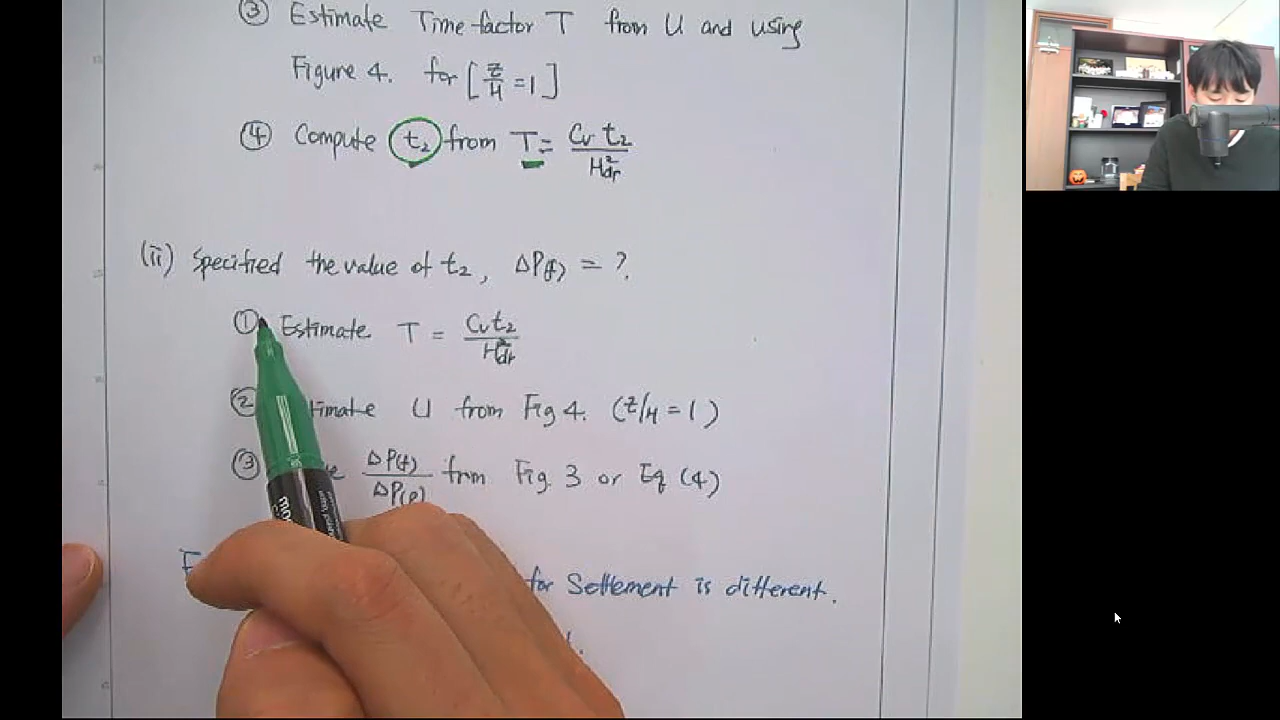 ③ Estimate Time factor T from U and using
Figure 4. for [z/H = 1]
④ Compute t₂ from T = Cv t₂ / H²dr
(ii) Specified the value of t₂, ΔP(f) = ?
① Estimate T = Cv t₂ / H²dr
② U from Fig 4. (z/H = 1)
③ ΔP(f) / ΔP(p) from Fig. 3 or Eq (4)
for Settlement is different.